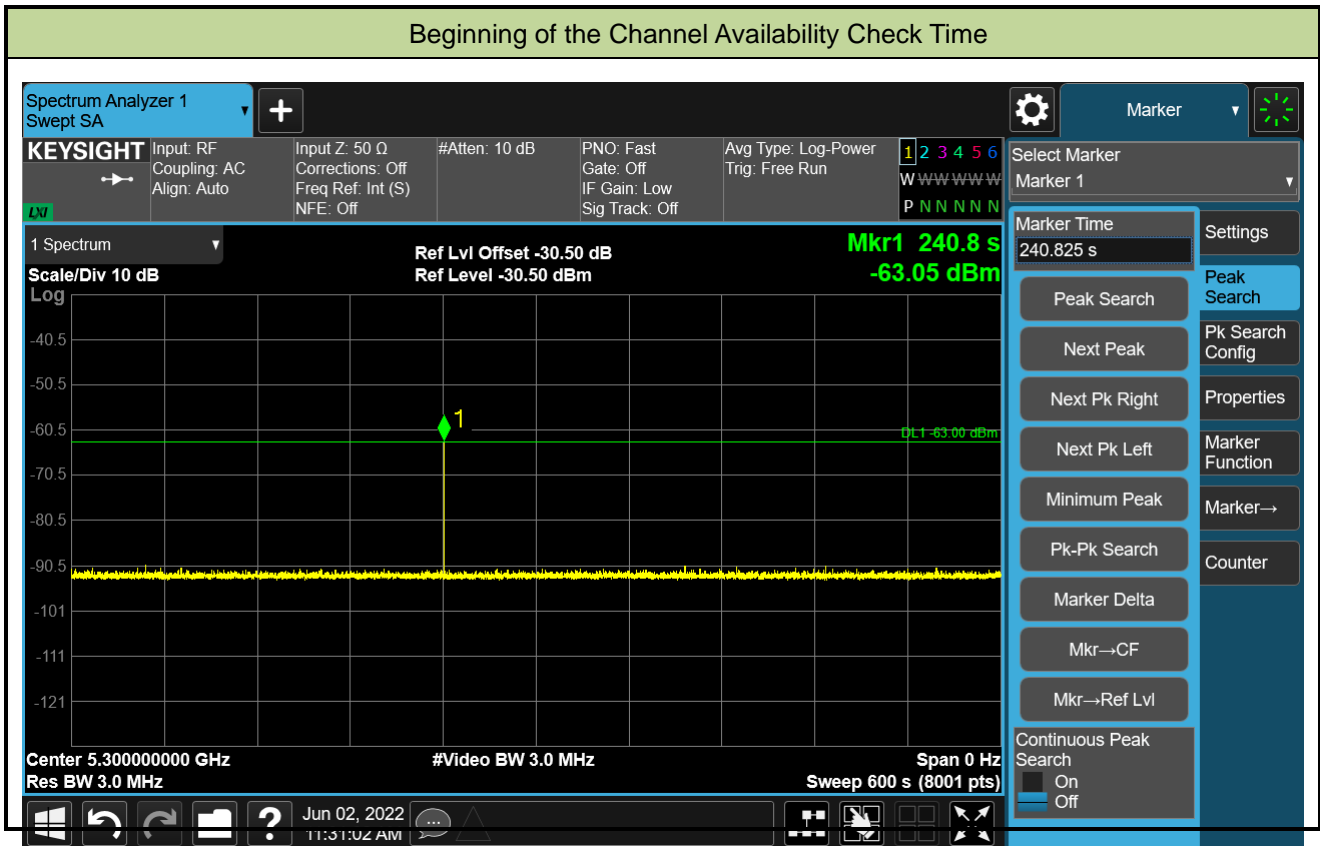 Beginning of the Channel Availability Check Time
Spectrum Analyzer 1
Swept SA
Marker
KEYSIGHT
LXI
Input: RF
Coupling: AC
Align: Auto
Input Z: 50 Ω
Corrections: Off
Freq Ref: Int (S)
NFE: Off
#Atten: 10 dB
PNO: Fast
Gate: Off
IF Gain: Low
Sig Track: Off
Avg Type: Log-Power
Trig: Free Run
1 2 3 4 5 6
W W W W W W
P N N N N N
Select Marker
Marker 1
1 Spectrum
Scale/Div 10 dB
Log
Ref Lvl Offset -30.50 dB
Ref Level -30.50 dBm
Mkr1 240.8 s
-63.05 dBm
-40.5
-50.5
-60.5
-70.5
-80.5
-90.5
-101
-111
-121
1
DL1 -63.00 dBm
Center 5.300000000 GHz
Res BW 3.0 MHz
#Video BW 3.0 MHz
Span 0 Hz
Sweep 600 s (8001 pts)
Marker Time
240.825 s
Peak Search
Next Peak
Next Pk Right
Next Pk Left
Minimum Peak
Pk-Pk Search
Marker Delta
Mkr→CF
Mkr→Ref Lvl
Continuous Peak
Search
On
Off
Settings
Peak
Search
Pk Search
Config
Properties
Marker
Function
Marker→
Counter
?
Jun 02, 2022
11:31:02 AM